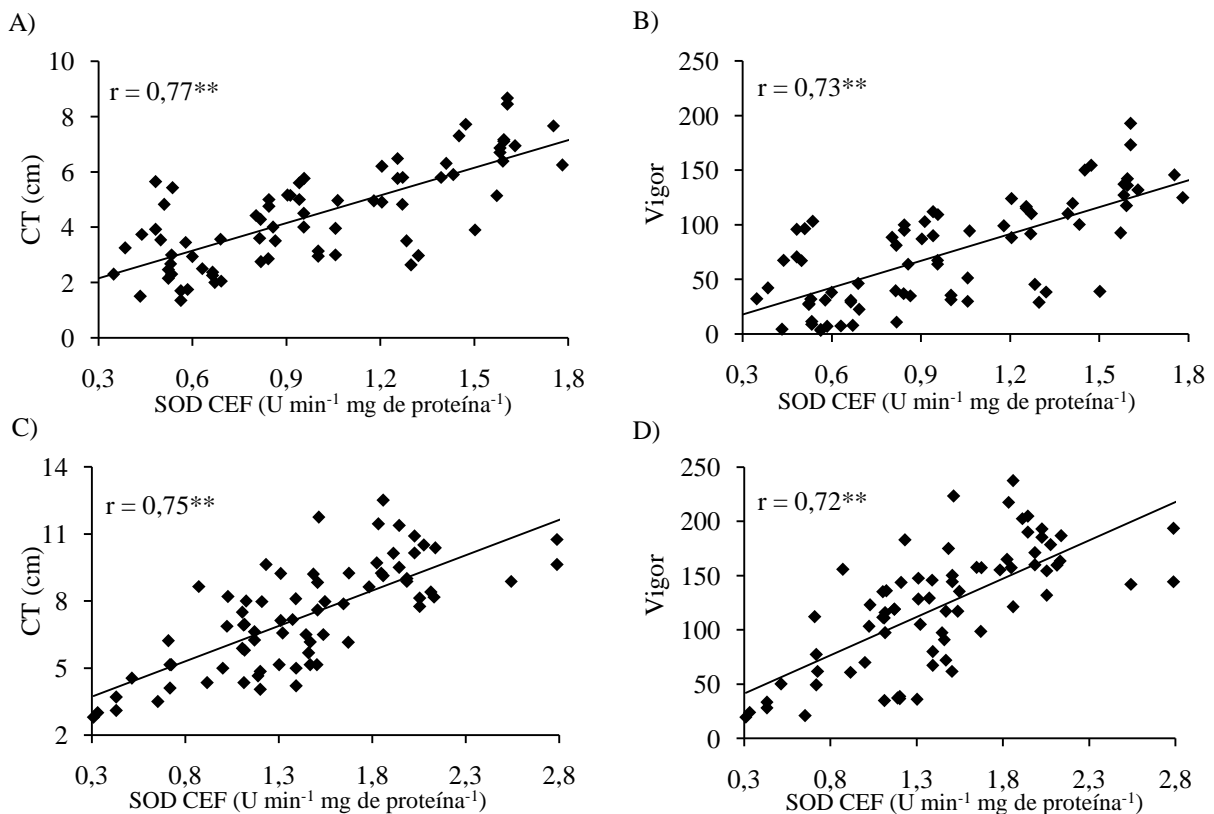 A)
r = 0,77**
CT (cm)
10
8
6
4
2
0
0,3 0,6 0,9 1,2 1,5 1,8
SOD CEF (U min⁻¹ mg de proteína⁻¹)
B)
r = 0,73**
Vigor
250
200
150
100
50
0
0,3 0,6 0,9 1,2 1,5 1,8
SOD CEF (U min⁻¹ mg de proteína⁻¹)
C)
r = 0,75**
CT (cm)
14
11
8
5
2
0,3 0,8 1,3 1,8 2,3 2,8
SOD CEF (U min⁻¹ mg de proteína⁻¹)
D)
r = 0,72**
Vigor
250
200
150
100
50
0
0,3 0,8 1,3 1,8 2,3 2,8
SOD CEF (U min⁻¹ mg de proteína⁻¹)